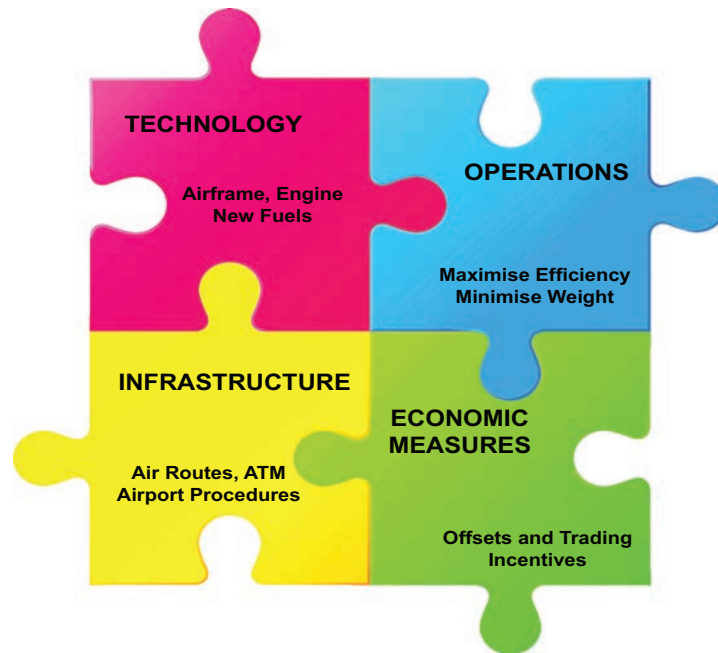 TECHNOLOGY
Airframe, Engine
New Fuels
OPERATIONS
Maximise Efficiency
Minimise Weight
INFRASTRUCTURE
Air Routes, ATM
Airport Procedures
ECONOMIC
MEASURES
Offsets and Trading
Incentives